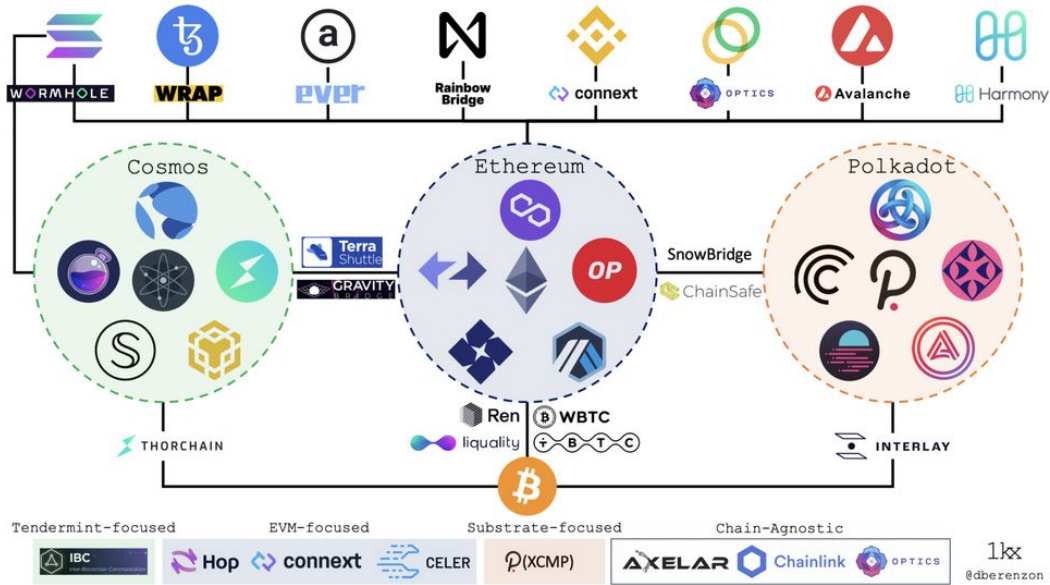 WORMHOLE
WRAP
a
ever
Rainbow
Bridge
connext
OPTICS
Avalanche
Harmony
Cosmos
Ethereum
Polkadot
OP
S
Terra
Shuttle
GRAVITY
BRIDGE
SnowBridge
ChainSafe
Ren
WBTC
liquality
TBTC
THORCHAIN
INTERLAY
Tendermint-focused
EVM-focused
Substrate-focused
Chain-Agnostic
IBC
Inter-Blockchain Communication
Hop
connext
CELER
(XCMP)
AXELAR
Chainlink
OPTICS
1kx
@dberenzon